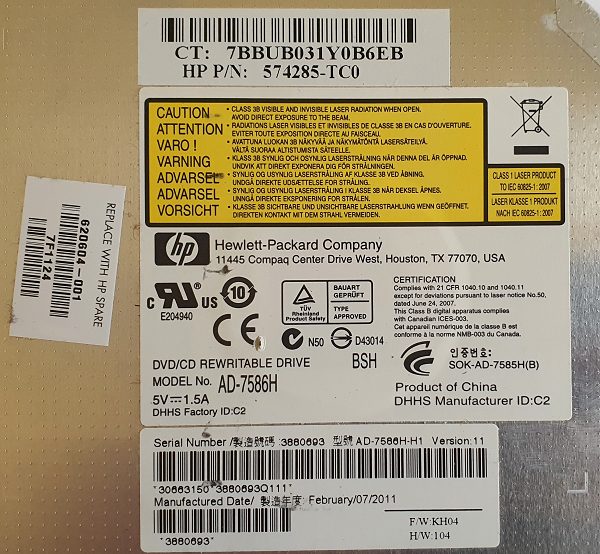 CT: 7BBUB031Y0B6EB
HP P/N: 574285-TC0
CAUTION • CLASS 3B VISIBLE AND INVISIBLE LASER RADIATION WHEN OPEN.
AVOID DIRECT EXPOSURE TO THE BEAM.
ATTENTION • RADIATIONS LASER VISIBLES ET INVISIBLES DE CLASSE 3B EN CAS D'OUVERTURE.
EVITER TOUTE EXPOSITION DIRECTE AU FAISCEAU.
VARO ! • AVATTUNA LUOKAN 3B NÄKYVÄÄ JA NÄKYMÄTÖNTÄ LASERSÄTEILYÄ.
VÄLTÄ SUORAA ALTISTUMISTA SÄTEELLE.
VARNING • KLASS 3B SYNLIG OCH OSYNLIG LASERSTRÅLNING NÄR DENNA DEL ÄR ÖPPNAD.
UNDVIK ATT DIREKT EXPONERA DIG FÖR STRÅLNING.
ADVARSEL • SYNLIG OG USYNLIG LASERSTRÅLING AF KLASSE 3B VED ÅBNING.
UNDGÅ DIREKTE UDSÆTTELSE FOR STRÅLING.
ADVARSEL • SYNLIG OG USYNLIG LASERSTRÅLING I KLASSE 3B NÅR DEKSEL ÅPNES.
UNNGÅ DIREKTE EKSPONERING FOR STRÅLEN.
VORSICHT • KLASSE 3B SICHTBARE UND UNSICHTBARE LASERSTRAHLUNG WENN GEÖFFNET.
DIREKTEN KONTAKT MIT DEM STRAHL VERMEIDEN.
CLASS 1 LASER PRODUCT
TO IEC 60825-1: 2007
LASER KLASSE 1 PRODUKT
NACH IEC 60825-1: 2007
REPLACE WITH HP SPARE
620604-001
7F1124
hp
Hewlett-Packard Company
11445 Compaq Center Drive West, Houston, TX 77070, USA
C US
E204940
10
TÜV
Rheinland
Product Safety
BAUART
GEPRÜFT
TYPE
APPROVED
CE
N50
D43014
CERTIFICATION
Complies with 21 CFR 1040.10 and 1040.11
except for deviations pursuant to laser notice No.50,
dated June 24, 2007.
This Class B digital apparatus complies
with Canadian ICES-003.
Cet appareil numérique de la classe B est
conforme à la norme NMB-003 du Canada.
인증번호:
SOK-AD-7585H(B)
DVD/CD REWRITABLE DRIVE BSH
MODEL No. AD-7586H
5V 1.5A
DHHS Factory ID:C2
Product of China
DHHS Manufacturer ID:C2
Serial Number /製造號碼 :3880693 型號 AD-7586H-H1 Version:11
*30663150 3880693Q111*
Manufactured Date/ 製造年度: February/07/2011
*3880693*
F/W:KH04
H/W:104